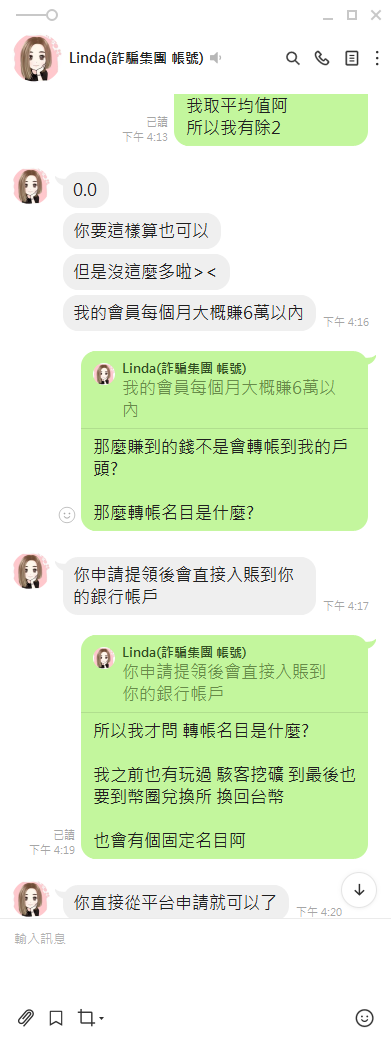 Linda(詐騙集團 帳號)
我取平均值阿
所以我有除2
已讀
下午 4:13
0.0
你要這樣算也可以
但是沒這麼多啦><
我的會員每個月大概賺6萬以內
下午 4:16
Linda(詐騙集團 帳號)
我的會員每個月大概賺6萬以
內
那麼賺到的錢不是會轉帳到我的戶
頭?
那麼轉帳名目是什麼?
你申請提領後會直接入賬到你
的銀行帳戶
下午 4:17
Linda(詐騙集團 帳號)
你申請提領後會直接入賬到
你的銀行帳戶
所以我才問 轉帳名目是什麼?
我之前也有玩過 駭客挖礦 到最後也
要到幣圈兌換所 換回台幣
也會有個固定名目阿
已讀
下午 4:19
你直接從平台申請就可以了
下午 4:20
輸入訊息